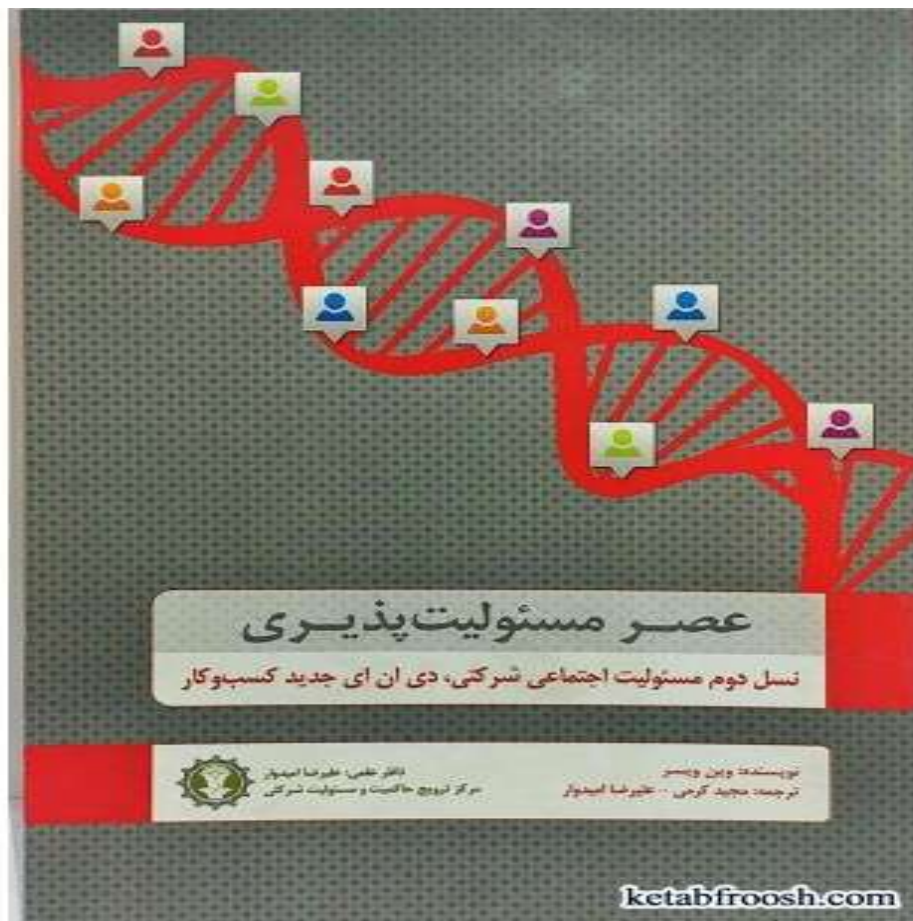 عصر مسئولیت‌پذیری
نسل دوم مسئولیت اجتماعی شرکتی، دی ان ای جدید کسب‌وکار
نویسنده: وین ویسر
ترجمه: مجید کرمی - علیرضا امیدوار
ناظر علمی: علیرضا امیدوار
مرکز ترویج حاکمیت و مسئولیت شرکتی
ketabfroosh.com